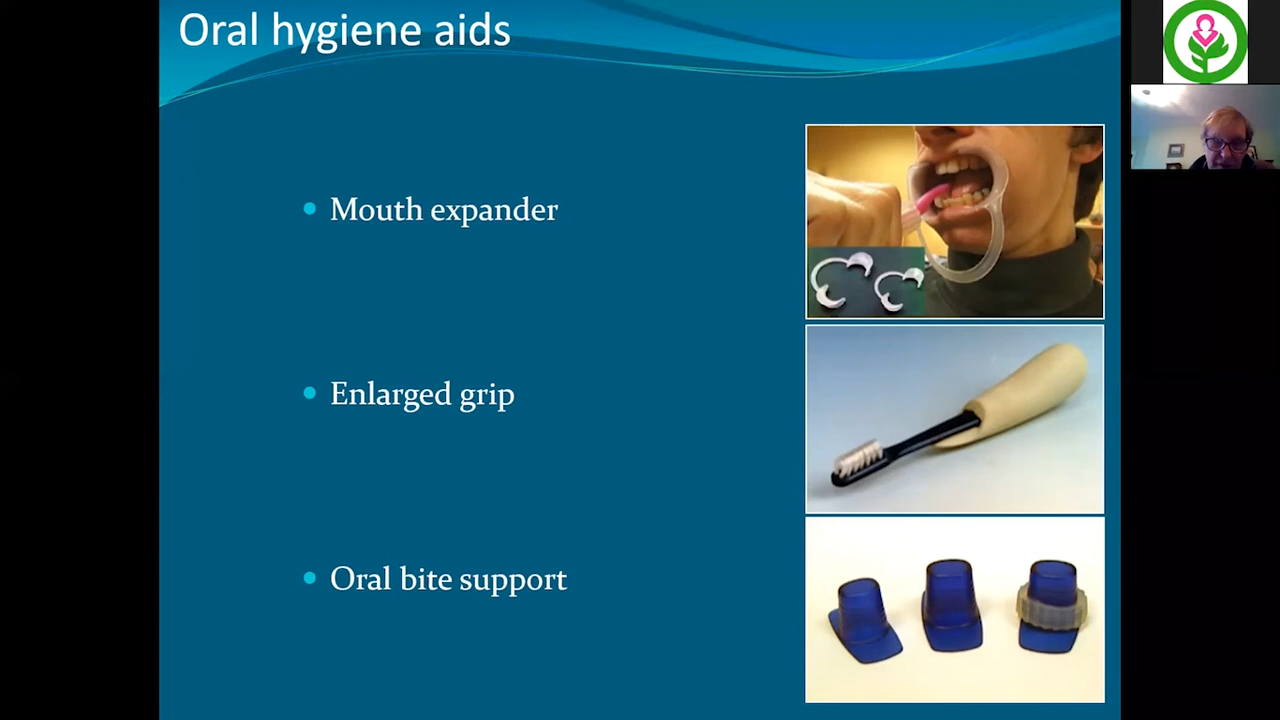 Oral hygiene aids
Mouth expander
Enlarged grip
Oral bite support